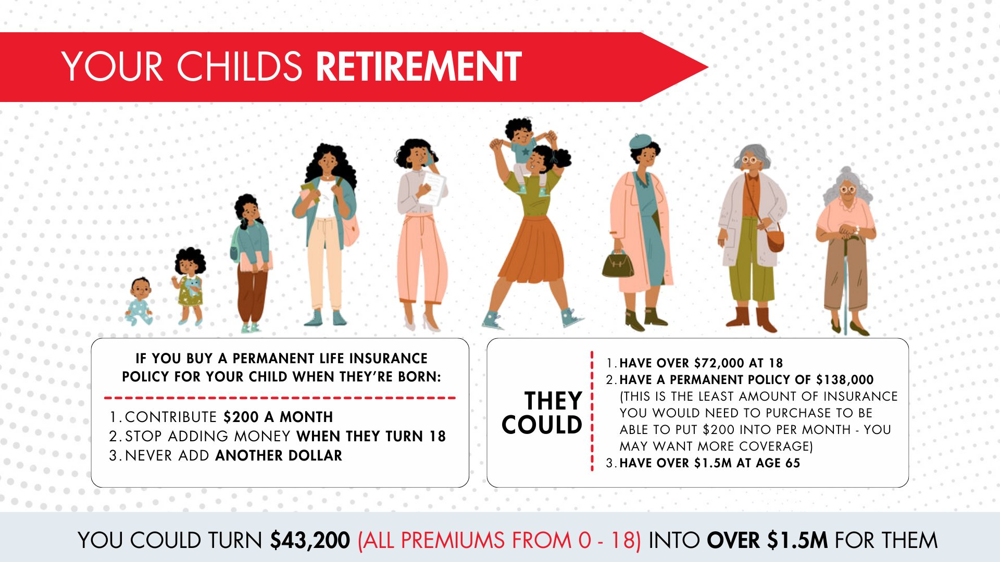 YOUR CHILDS RETIREMENT
IF YOU BUY A PERMANENT LIFE INSURANCE
POLICY FOR YOUR CHILD WHEN THEY'RE BORN:
1. CONTRIBUTE $200 A MONTH
2. STOP ADDING MONEY WHEN THEY TURN 18
3. NEVER ADD ANOTHER DOLLAR
THEY
COULD
1. HAVE OVER $72,000 AT 18
2. HAVE A PERMANENT POLICY OF $138,000
(THIS IS THE LEAST AMOUNT OF INSURANCE
YOU WOULD NEED TO PURCHASE TO BE
ABLE TO PUT $200 INTO PER MONTH - YOU
MAY WANT MORE COVERAGE)
3. HAVE OVER $1.5M AT AGE 65
YOU COULD TURN $43,200 (ALL PREMIUMS FROM 0 - 18) INTO OVER $1.5M FOR THEM